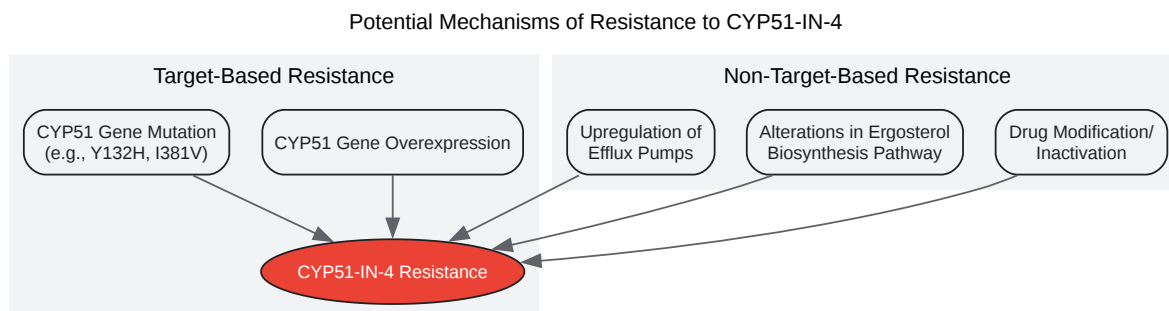 Potential Mechanisms of Resistance to CYP51-IN-4
Target-Based Resistance
CYP51 Gene Mutation
(e.g., Y132H, I381V)
CYP51 Gene Overexpression
Non-Target-Based Resistance
Upregulation of
Efflux Pumps
Alterations in Ergosterol
Biosynthesis Pathway
Drug Modification/
Inactivation
CYP51-IN-4 Resistance